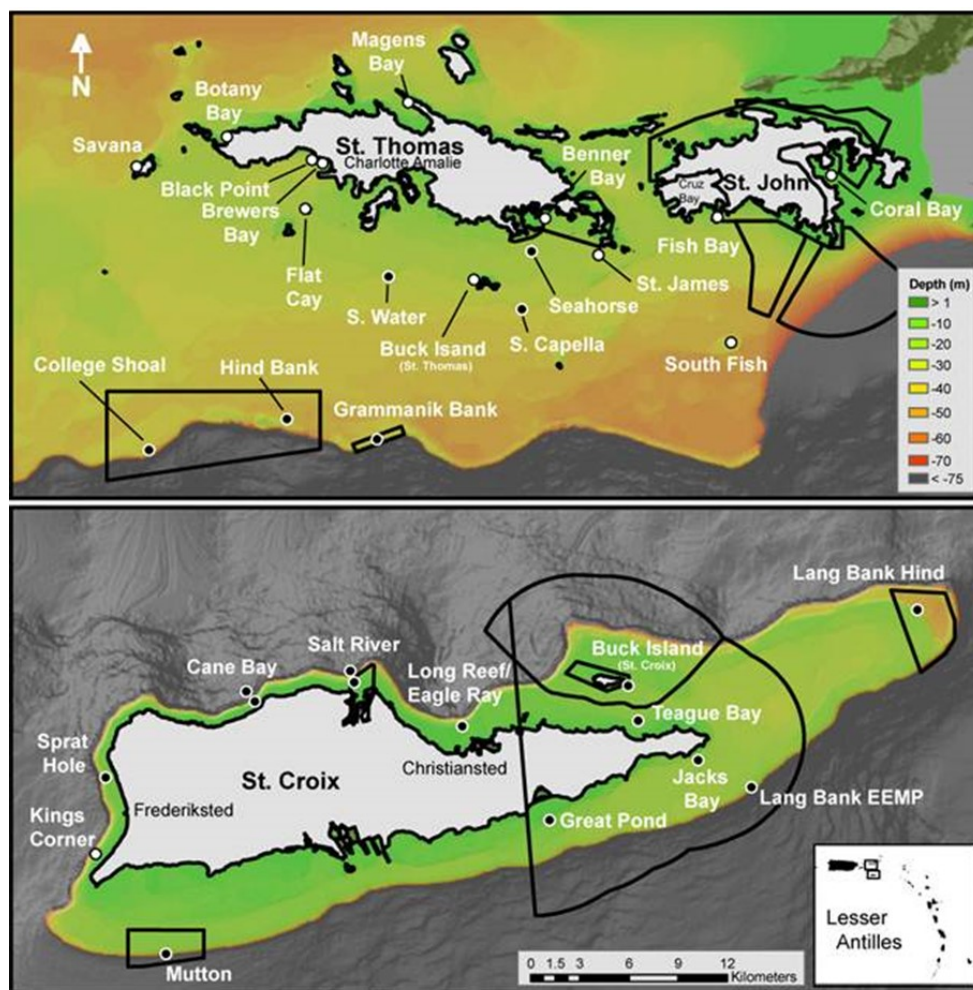 N
Magens
Bay
Botany
Bay
Savana
St. Thomas
Charlotte Amalie
Benner
Bay
Black Point
Brewers
Bay
Cruz
Bay
St. John
Coral Bay
Fish Bay
Flat
Cay
St. James
Seahorse
S. Water
Buck Isand
(St. Thomas)
S. Capella
South Fish
College Shoal
Hind Bank
Grammanik Bank
Depth (m)
> 1
-10
-20
-30
-40
-50
-60
-70
< -75
Lang Bank Hind
Salt River
Cane Bay
Long Reef/
Eagle Ray
Buck Island
(St. Croix)
Teague Bay
Sprat
Hole
St. Croix
Christiansted
Jacks
Bay
Lang Bank EEMP
Frederiksted
Kings
Corner
Great Pond
Mutton
0 1.5 3 6 9 12
Kilometers
Lesser
Antilles